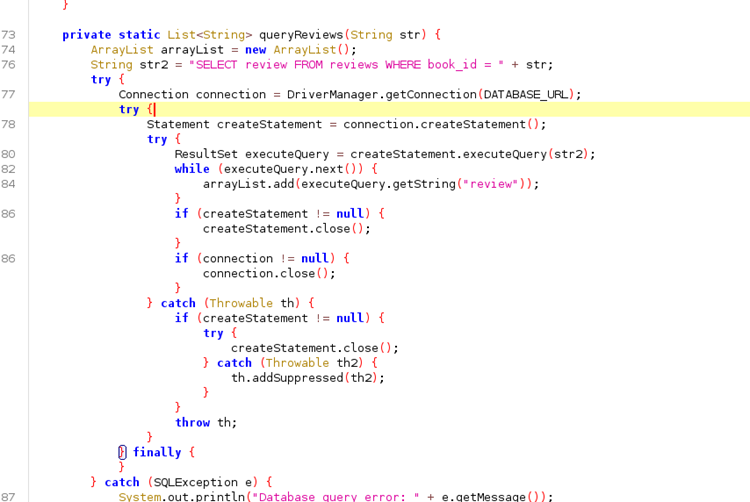 }
73 private static List<String> queryReviews(String str) {
74 ArrayList arrayList = new ArrayList();
76 String str2 = "SELECT review FROM reviews WHERE book_id = " + str;
try {
77 Connection connection = DriverManager.getConnection(DATABASE_URL);
try {
78 Statement createStatement = connection.createStatement();
try {
80 ResultSet executeQuery = createStatement.executeQuery(str2);
82 while (executeQuery.next()) {
84 arrayList.add(executeQuery.getString("review"));
}
86 if (createStatement != null) {
createStatement.close();
}
86 if (connection != null) {
connection.close();
}
} catch (Throwable th) {
if (createStatement != null) {
try {
createStatement.close();
} catch (Throwable th2) {
th.addSuppressed(th2);
}
}
throw th;
}
} finally {
}
} catch (SQLException e) {
87 System.out.println("Database query error: " + e.getMessage());